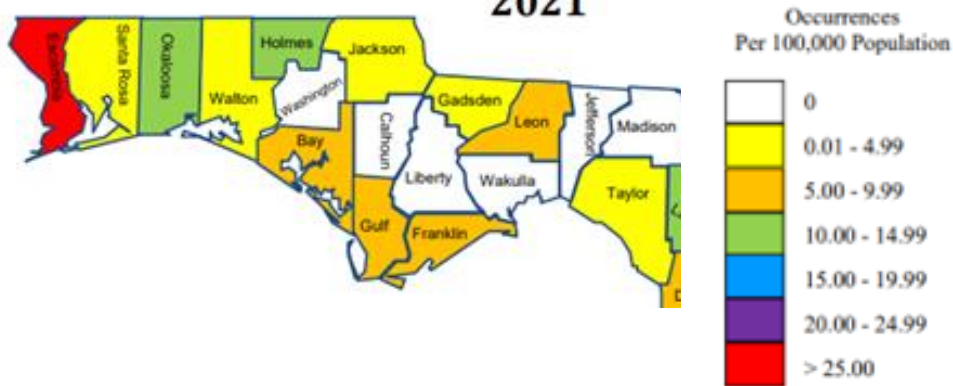 2021
Escambia
Santa Rosa
Okaloosa
Walton
Holmes
Washington
Jackson
Bay
Calhoun
Gulf
Gadsden
Liberty
Franklin
Leon
Wakulla
Jefferson
Madison
Taylor
Occurrences
Per 100,000 Population
0
0.01 - 4.99
5.00 - 9.99
10.00 - 14.99
15.00 - 19.99
20.00 - 24.99
> 25.00